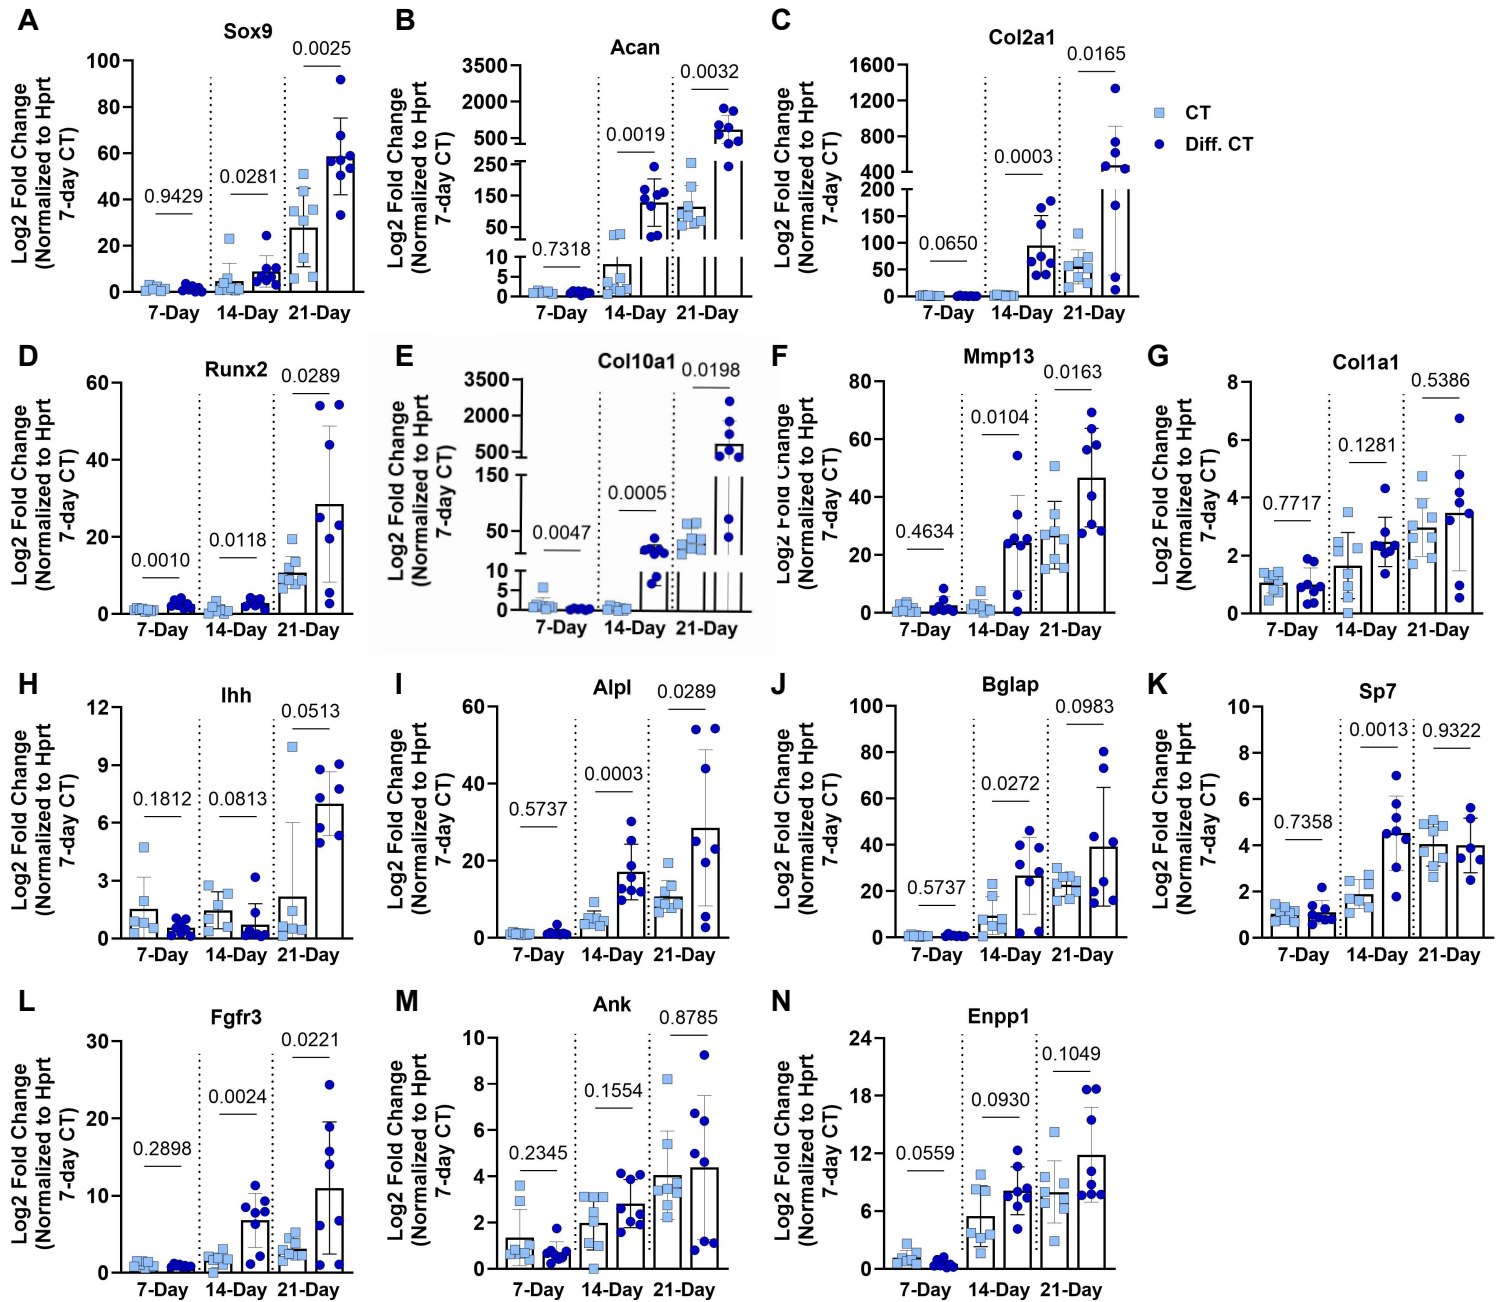 A
Sox9
Log2 Fold Change
(Normalized to Hprt
7-day CT)
100
80
60
40
20
0
0.9429
0.0281
0.0025
7-Day
14-Day
21-Day
B
Acan
Log2 Fold Change
(Normalized to Hprt
7-day CT)
3500
2000
500
250
150
50
10
5
0
0.7318
0.0019
0.0032
7-Day
14-Day
21-Day
C
Col2a1
Log2 Fold Change
(Normalized to Hprt
7-day CT)
1600
1200
800
400
200
150
100
50
0
0.0650
0.0003
0.0165
7-Day
14-Day
21-Day
CT
Diff. CT
D
Runx2
Log2 Fold Change
(Normalized to Hprt
7-day CT)
60
40
20
0
0.0010
0.0118
0.0289
7-Day
14-Day
21-Day
E
Col10a1
Log2 Fold Change
(Normalized to Hprt
7-day CT)
3500
2000
500
150
50
10
5
0
0.0047
0.0005
0.0198
7-Day
14-Day
21-Day
F
Mmp13
Log2 Fold Change
(Normalized to Hprt
7-day CT)
80
60
40
20
0
0.4634
0.0104
0.0163
7-Day
14-Day
21-Day
G
Col1a1
Log2 Fold Change
(Normalized to Hprt
7-day CT)
8
6
4
2
0
0.7717
0.1281
0.5386
7-Day
14-Day
21-Day
H
Ihh
Log2 Fold Change
(Normalized to Hprt
7-day CT)
12
9
6
3
0
0.1812
0.0813
0.0513
7-Day
14-Day
21-Day
I
Alpl
Log2 Fold Change
(Normalized to Hprt
7-day CT)
60
40
20
0
0.5737
0.0003
0.0289
7-Day
14-Day
21-Day
J
Bglap
Log2 Fold Change
(Normalized to Hprt
7-day CT)
100
80
60
40
20
0
0.5737
0.0272
0.0983
7-Day
14-Day
21-Day
K
Sp7
Log2 Fold Change
(Normalized to Hprt
7-day CT)
10
8
6
4
2
0
0.7358
0.0013
0.9322
7-Day
14-Day
21-Day
L
Fgfr3
Log2 Fold Change
(Normalized to Hprt
7-day CT)
30
20
10
0
0.2898
0.0024
0.0221
7-Day
14-Day
21-Day
M
Ank
Log2 Fold Change
(Normalized to Hprt
7-day CT)
10
8
6
4
2
0
0.2345
0.1554
0.8785
7-Day
14-Day
21-Day
N
Enpp1
Log2 Fold Change
(Normalized to Hprt
7-day CT)
24
18
12
6
0
0.0559
0.0930
0.1049
7-Day
14-Day
21-Day